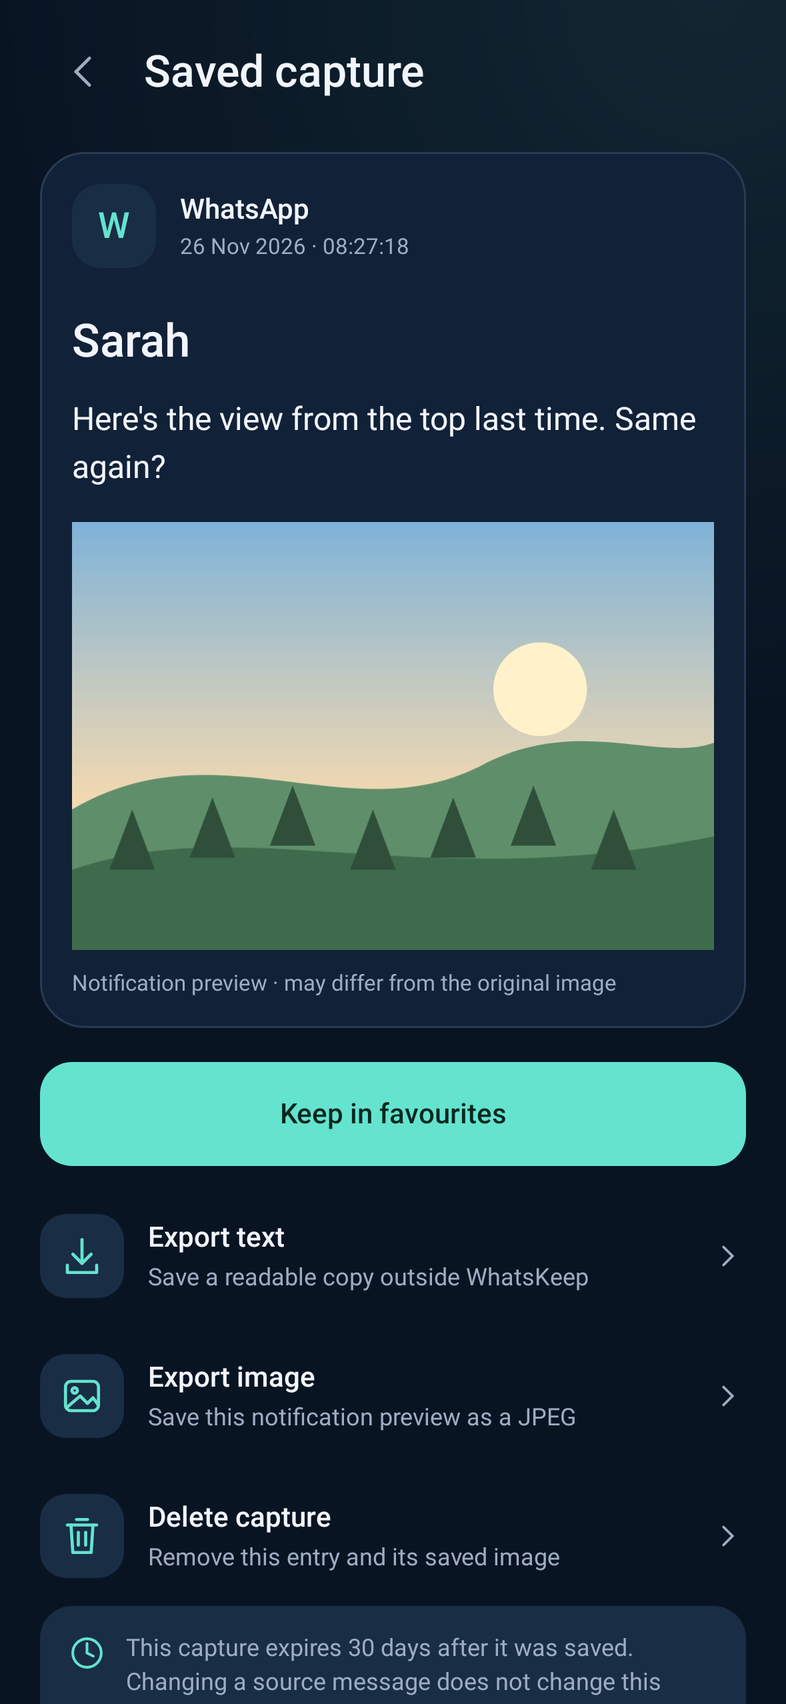 Saved capture
W
WhatsApp
26 Nov 2026 · 08:27:18
Sarah
Here's the view from the top last time. Same
again?
Notification preview · may differ from the original image
Keep in favourites
Export text
Save a readable copy outside WhatsKeep
Export image
Save this notification preview as a JPEG
Delete capture
Remove this entry and its saved image
This capture expires 30 days after it was saved.
Changing a source message does not change this